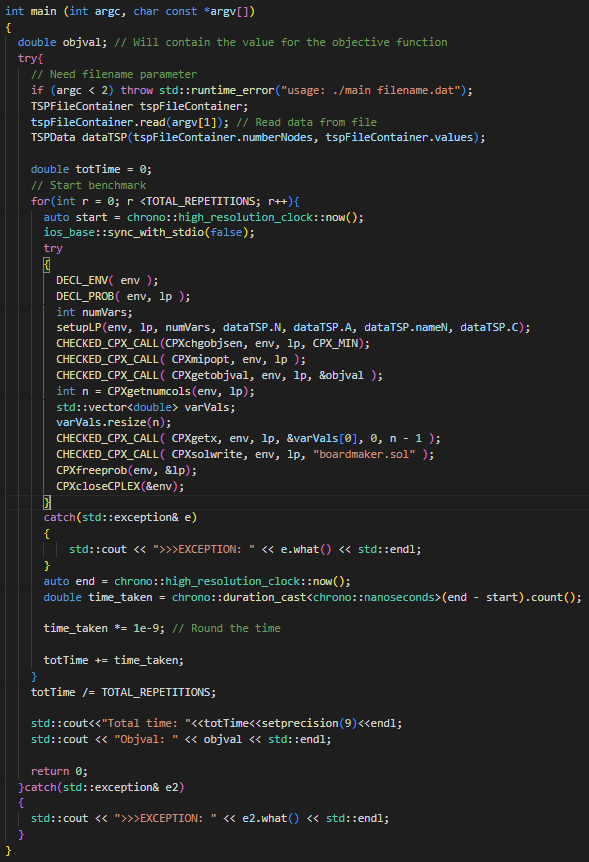 int main (int argc, char const *argv[])
{
  double objval; // Will contain the value for the objective function
  try{
    // Need filename parameter
    if (argc < 2) throw std::runtime_error("usage: ./main filename.dat");
    TSPFileContainer tspFileContainer;
    tspFileContainer.read(argv[1]); // Read data from file
    TSPData dataTSP(tspFileContainer.numberNodes, tspFileContainer.values);

    double totTime = 0;
    // Start benchmark
    for(int r = 0; r <TOTAL_REPETITIONS; r++){
      auto start = chrono::high_resolution_clock::now();
      ios_base::sync_with_stdio(false);
      try
      {
        DECL_ENV( env );
        DECL_PROB( env, lp );
        int numVars;
        setupLP(env, lp, numVars, dataTSP.N, dataTSP.A, dataTSP.nameN, dataTSP.C);
        CHECKED_CPX_CALL(CPXchgobjsen, env, lp, CPX_MIN);
        CHECKED_CPX_CALL( CPXmipopt, env, lp );
        CHECKED_CPX_CALL( CPXgetobjval, env, lp, &objval );
        int n = CPXgetnumcols(env, lp);
        std::vector<double> varVals;
        varVals.resize(n);
        CHECKED_CPX_CALL( CPXgetx, env, lp, &varVals[0], 0, n - 1 );
        CHECKED_CPX_CALL( CPXsolwrite, env, lp, "boardmaker.sol" );
        CPXfreeprob(env, &lp);
        CPXcloseCPLEX(&env);
      }
      catch(std::exception& e)
      {
          std::cout << ">>>EXCEPTION: " << e.what() << std::endl;
      }
      auto end = chrono::high_resolution_clock::now();
      double time_taken = chrono::duration_cast<chrono::nanoseconds>(end - start).count();

      time_taken *= 1e-9; // Round the time

      totTime += time_taken;
    }
    totTime /= TOTAL_REPETITIONS;

    std::cout<<"Total time: "<<totTime<<setprecision(9)<<endl;
    std::cout << "Objval: " << objval << std::endl;

    return 0;
  }catch(std::exception& e2)
  {
    std::cout << ">>>EXCEPTION: " << e2.what() << std::endl;
  }
}